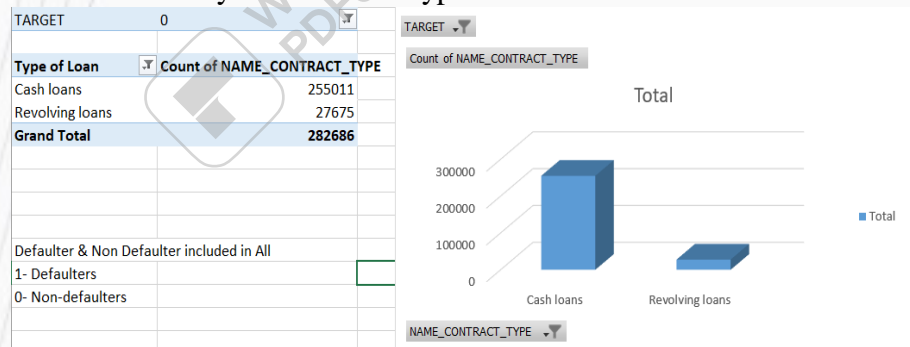 TARGET 0
Type of Loan Count of NAME_CONTRACT_TYPE
Cash loans 255011
Revolving loans 27675
Grand Total 282686
Defaulter & Non Defaulter included in All
1- Defaulters
0- Non-defaulters
TARGET
Count of NAME_CONTRACT_TYPE
Total
300000
200000
100000
0
Cash loans Revolving loans
Total
NAME_CONTRACT_TYPE